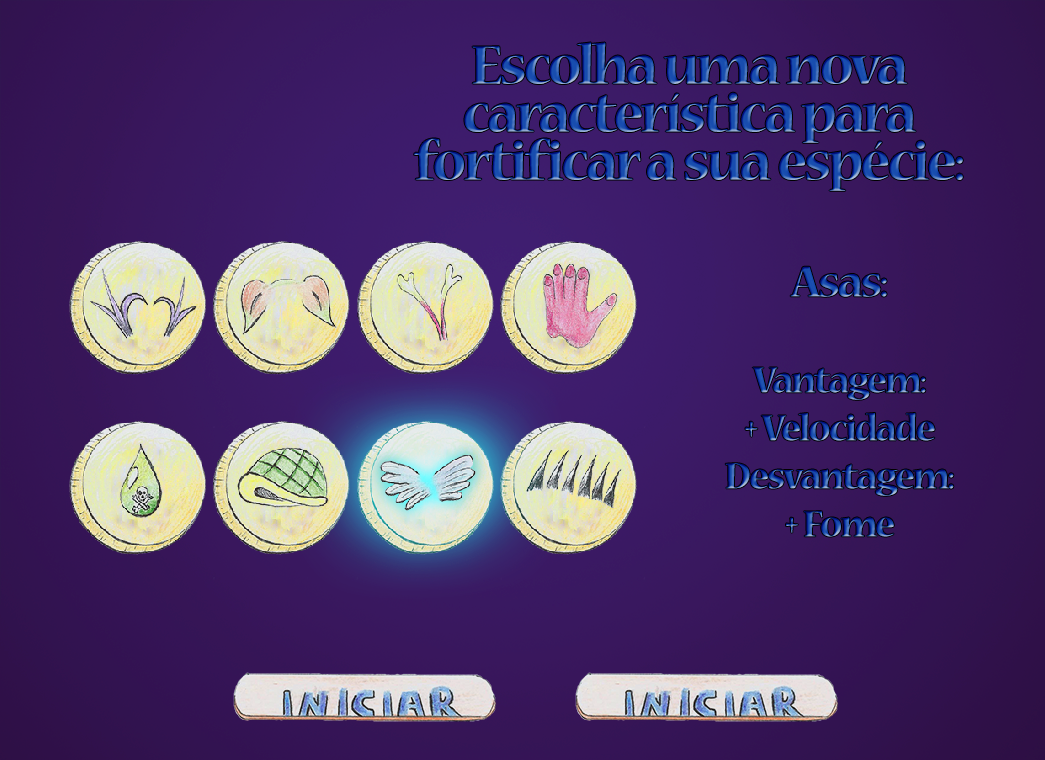 Escolha uma nova
característica para
fortificar a sua espécie:
Asas:
Vantagem:
+ Velocidade
Desvantagem:
+ Fome
INICIAR
INICIAR